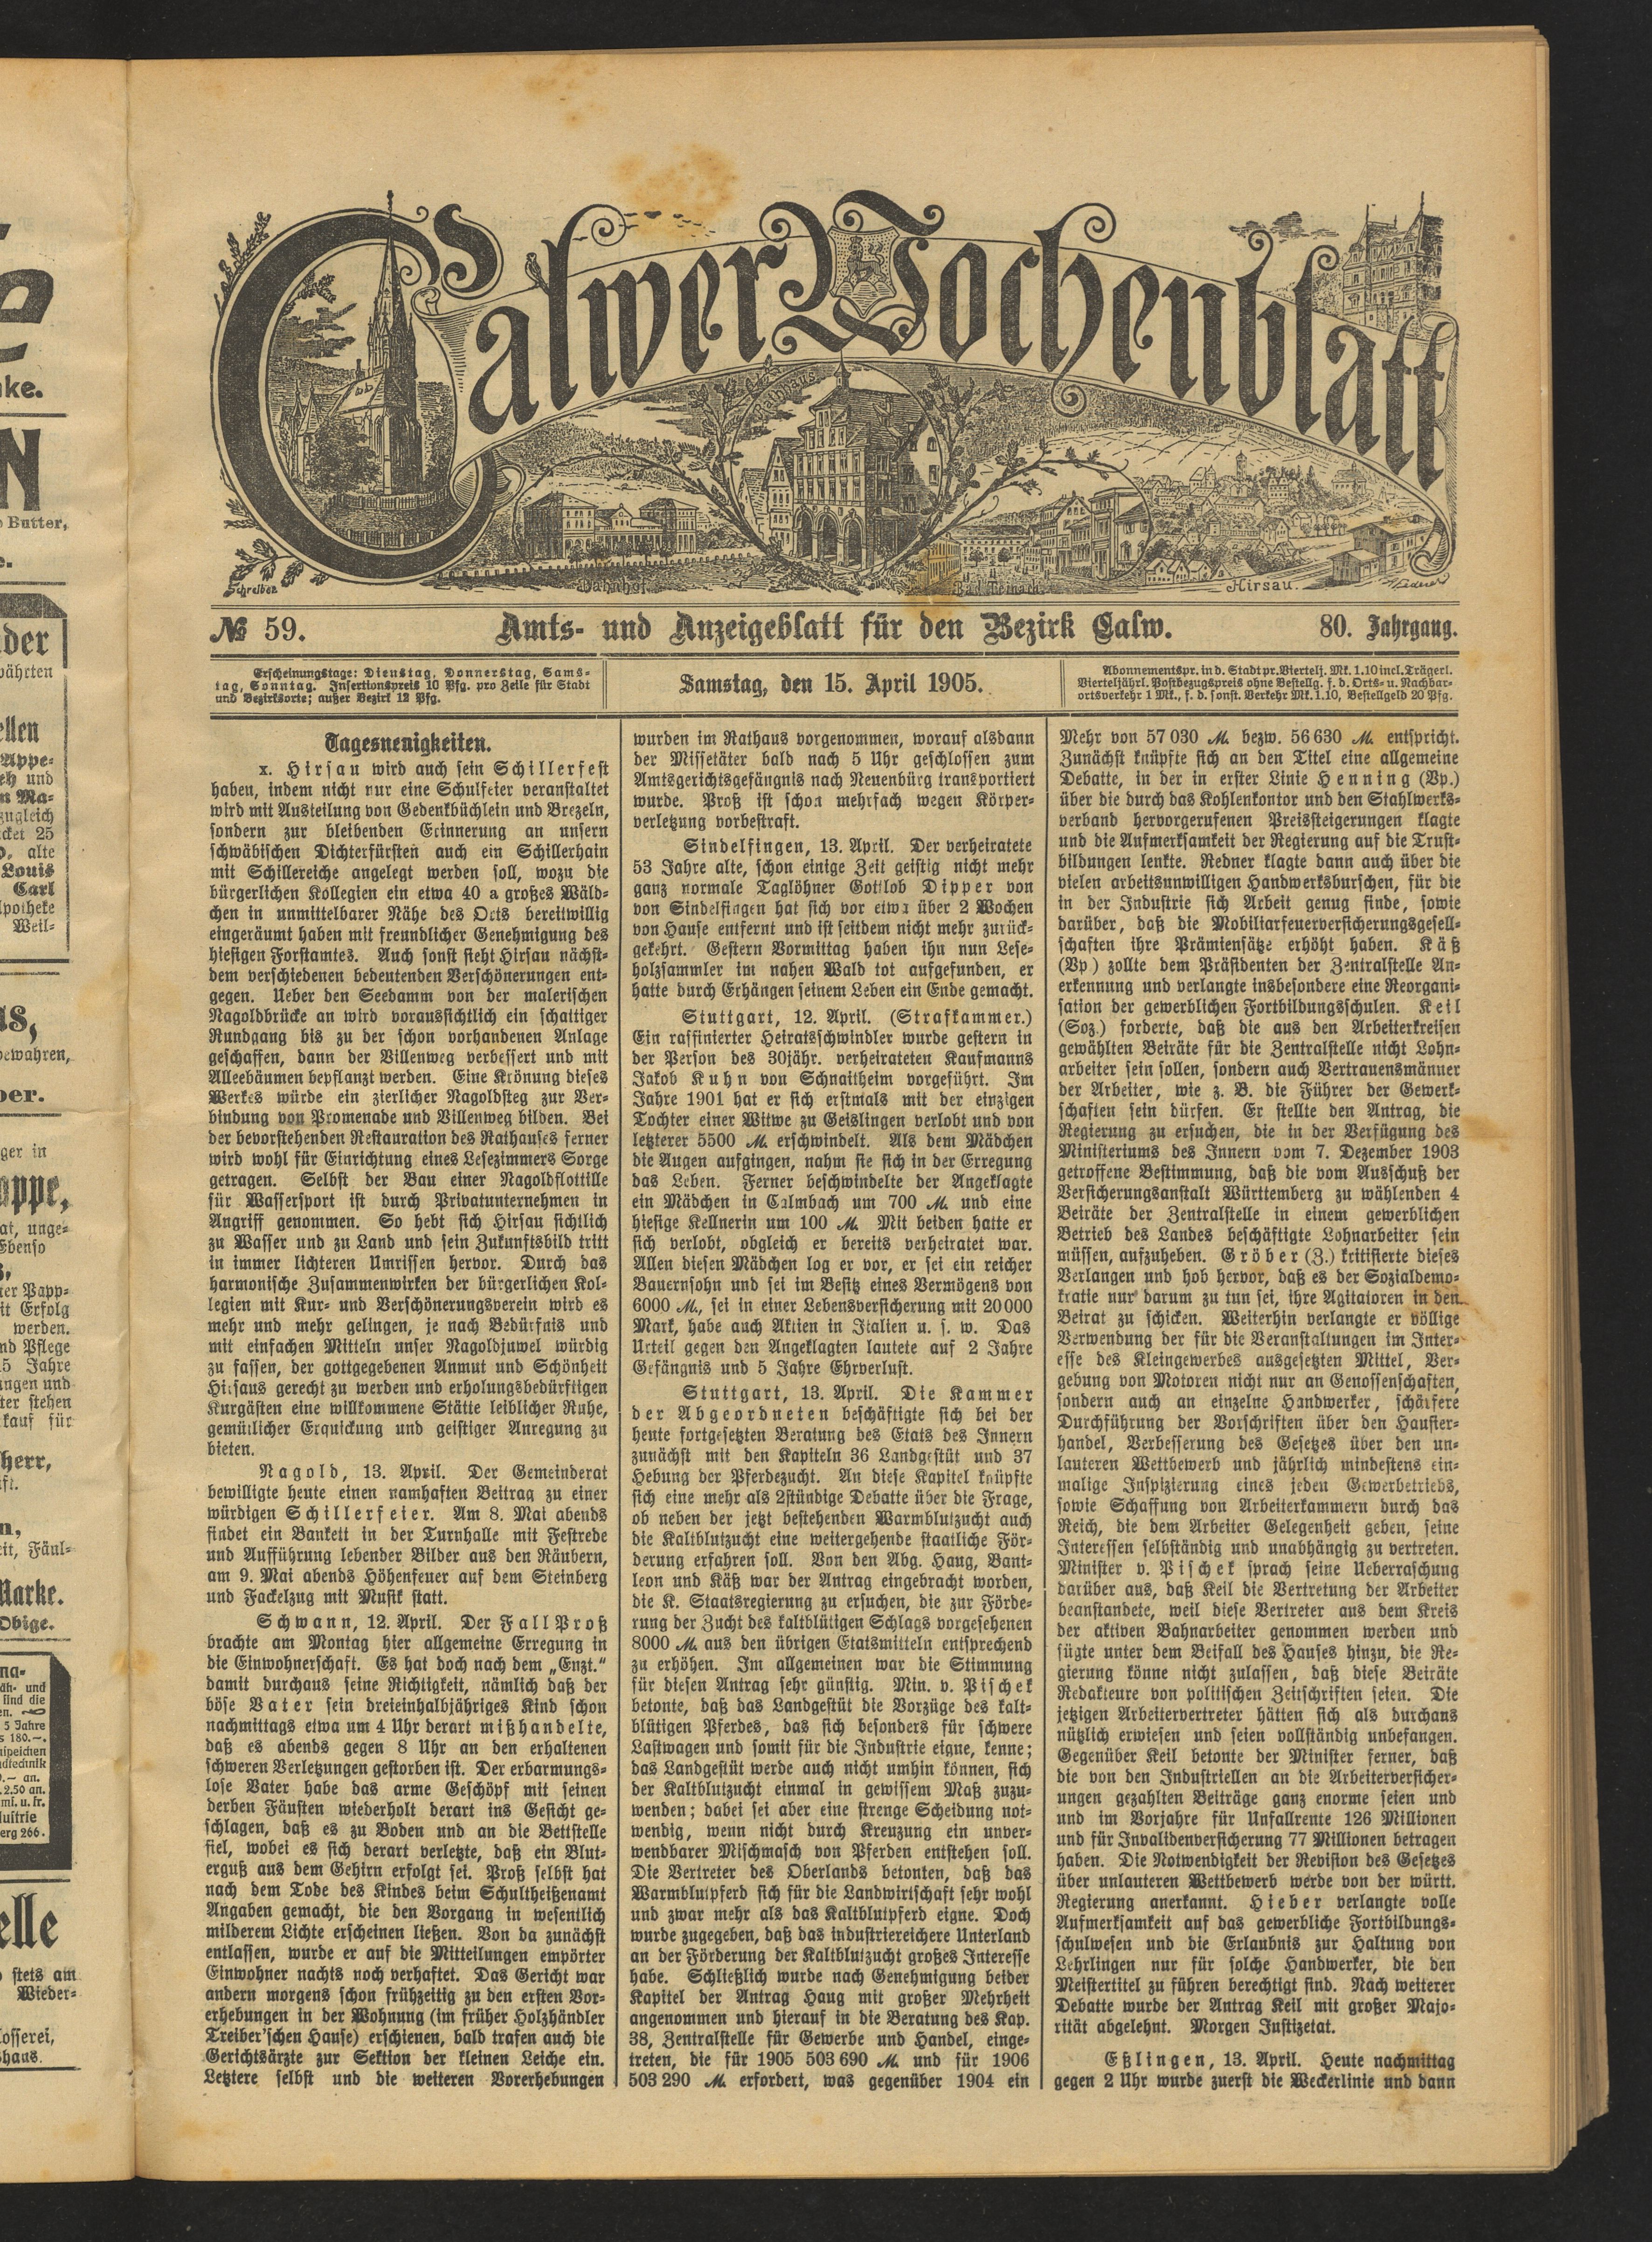 Calwer Wochenblatt
Rathaus
Schreiber
Bahnhof
Bad Teinach
Hirsau.
№ 59.
Amts- und Anzeigeblatt für den Bezirk Calw.
80. Jahrgang.
Erscheinungstage: Dienstag, Donnerstag, Sams-
tag, Sonntag. Insertionspreis 10 Pfg. pro Zeile für Stadt
und Bezirksorte; außer Bezirk 12 Pfg.
Samstag, den 15. April 1905.
Abonnementspr. in d. Stadt pr. Viertelj. Mk. 1.10 incl. Trägerl.
Vierteljährl. Postbezugspreis ohne Bestellg. f. d. Orts- u. Nachbar-
ortsverkehr 1 Mk., f. d. sonst. Verkehr Mk. 1.10, Bestellgeld 20 Pfg.
Tagesneuigkeiten.
x. Hirsau wird auch sein Schillerfest
haben, indem nicht nur eine Schulfeier veranstaltet
wird mit Austeilung von Gedenkbüchlein und Brezeln,
sondern zur bleibenden Erinnerung an unsern
schwäbischen Dichterfürsten auch ein Schillerhain
mit Schillereiche angelegt werden soll, wozu die
bürgerlichen Kollegien ein etwa 40 a großes Wäld-
chen in unmittelbarer Nähe des Orts bereitwillig
eingeräumt haben mit freundlicher Genehmigung des
hiesigen Forstamtes. Auch sonst sieht Hirsau nächst-
dem verschiedenen bedeutenden Verschönerungen ent-
gegen. Ueber den Seedamm von der malerischen
Nagoldbrücke an wird voraussichtlich ein schattiger
Rundgang bis zu der schon vorhandenen Anlage
geschaffen, dann der Villenweg verbessert und mit
Alleebäumen bepflanzt werden. Eine Krönung dieses
Werkes würde ein zierlicher Nagoldsteg zur Ver-
bindung von Promenade und Villenweg bilden. Bei
der bevorstehenden Restauration des Rathauses ferner
wird wohl für Einrichtung eines Lesezimmers Sorge
getragen. Selbst der Bau einer Nagoldflottille
für Wassersport ist durch Privatunternehmen in
Angriff genommen. So hebt sich Hirsau sichtlich
zu Wasser und zu Land und sein Zukunftsbild tritt
in immer lichteren Umrissen hervor. Durch das
harmonische Zusammenwirken der bürgerlichen Kol-
legien mit Kur- und Verschönerungsverein wird es
mehr und mehr gelingen, je nach Bedürfnis und
mit einfachen Mitteln unser Nagoldjuwel würdig
zu fassen, der gottgegebenen Anmut und Schönheit
Hirsaus gerecht zu werden und erholungsbedürftigen
Kurgästen eine willkommene Stätte leiblicher Ruhe,
gemütlicher Erquickung und geistiger Anregung zu
bieten.
Nagold, 13. April. Der Gemeinderat
bewilligte heute einen namhaften Beitrag zu einer
würdigen Schillerfeier. Am 8. Mai abends
findet ein Bankett in der Turnhalle mit Festrede
und Aufführung lebender Bilder aus den Räubern,
am 9. Mai abends Höhenfeuer auf dem Steinberg
und Fackelzug mit Musik statt.
Schwann, 12. April. Der Fall Proß
brachte am Montag hier allgemeine Erregung in
die Einwohnerschaft. Es hat doch nach dem „Enzt.“
damit durchaus seine Richtigkeit, nämlich daß der
böse Vater sein dreieinhalbjähriges Kind schon
nachmittags etwa um 4 Uhr derart mißhandelte,
daß es abends gegen 8 Uhr an den erhaltenen
schweren Verletzungen gestorben ist. Der erbarmungs-
lose Vater habe das arme Geschöpf mit seinen
derben Fäusten wiederholt derart ins Gesicht ge-
schlagen, daß es zu Boden und an die Bettstelle
fiel, wobei es sich derart verletzte, daß ein Blut-
erguß aus dem Gehirn erfolgt sei. Proß selbst hat
nach dem Tode des Kindes beim Schultheißenamt
Angaben gemacht, die den Vorgang in wesentlich
milderem Lichte erscheinen ließen. Von da zunächst
entlassen, wurde er auf die Mitteilungen empörter
Einwohner nachts noch verhaftet. Das Gericht war
andern morgens schon frühzeitig zu den ersten Vor-
erhebungen in der Wohnung (im früher Holzhändler
Treiber'schen Hause) erschienen, bald trafen auch die
Gerichtsärzte zur Sektion der kleinen Leiche ein.
Letztere selbst und die weiteren Vorerhebungen
wurden im Rathaus vorgenommen, worauf alsdann
der Missetäter bald nach 5 Uhr geschlossen zum
Amtsgerichtsgefängnis nach Neuenbürg transportiert
wurde. Proß ist schon mehrfach wegen Körper-
verletzung vorbestraft.
Sindelfingen, 13. April. Der verheiratete
53 Jahre alte, schon einige Zeit geistig nicht mehr
ganz normale Taglöhner Gottlob Dipper von
von Sindelfingen hat sich vor etwa über 2 Wochen
von Hause entfernt und ist seitdem nicht mehr zurück-
gekehrt. Gestern Vormittag haben ihn nun Lese-
holzsammler im nahen Wald tot aufgefunden, er
hatte durch Erhängen seinem Leben ein Ende gemacht.
Stuttgart, 12. April. (Strafkammer.)
Ein raffinierter Heiratsschwindler wurde gestern in
der Person des 30jähr. verheirateten Kaufmanns
Jakob Kuhn von Schnaitheim vorgeführt. Im
Jahre 1901 hat er sich erstmals mit der einzigen
Tochter einer Witwe zu Geislingen verlobt und von
letzterer 5500 M. erschwindelt. Als dem Mädchen
die Augen aufgingen, nahm sie sich in der Erregung
das Leben. Ferner beschwindelte der Angeklagte
ein Mädchen in Calmbach um 700 M. und eine
hiesige Kellnerin um 100 M. Mit beiden hatte er
sich verlobt, obgleich er bereits verheiratet war.
Allen diesen Mädchen log er vor, er sei ein reicher
Bauernsohn und sei im Besitz eines Vermögens von
6000 M., sei in einer Lebensversicherung mit 20000
Mark, habe auch Aktien in Italien u. s. w. Das
Urteil gegen den Angeklagten lautete auf 2 Jahre
Gefängnis und 5 Jahre Ehrverlust.
Stuttgart, 13. April. Die Kammer
der Abgeordneten beschäftigte sich bei der
heute fortgesetzten Beratung des Etats des Innern
zunächst mit den Kapiteln 36 Landgestüt und 37
Hebung der Pferdezucht. An diese Kapitel knüpfte
sich eine mehr als 2stündige Debatte über die Frage,
ob neben der jetzt bestehenden Warmblutzucht auch
die Kaltblutzucht eine weitergehende staatliche För-
derung erfahren soll. Von den Abg. Haug, Bant-
leon und Käß war der Antrag eingebracht worden,
die K. Staatsregierung zu ersuchen, die zur Förde-
rung der Zucht des kaltblütigen Schlags vorgesehenen
8000 M. aus den übrigen Etatsmitteln entsprechend
zu erhöhen. Im allgemeinen war die Stimmung
für diesen Antrag sehr günstig. Min. v. Pischek
betonte, daß das Landgestüt die Vorzüge des kalt-
blütigen Pferdes, das sich besonders für schwere
Lastwagen und somit für die Industrie eigne, kenne;
das Landgestüt werde auch nicht umhin können, sich
der Kaltblutzucht einmal in gewissem Maß zuzu-
wenden; dabei sei aber eine strenge Scheidung not-
wendig, wenn nicht durch Kreuzung ein unver-
wendbarer Mischmasch von Pferden entstehen soll.
Die Vertreter des Oberlands betonten, daß das
Warmblutpferd sich für die Landwirtschaft sehr wohl
und zwar mehr als das Kaltblutpferd eigne. Doch
wurde zugegeben, daß das industriereichere Unterland
an der Förderung der Kaltblutzucht großes Interesse
habe. Schließlich wurde nach Genehmigung beider
Kapitel der Antrag Haug mit großer Mehrheit
angenommen und hierauf in die Beratung des Kap.
38, Zentralstelle für Gewerbe und Handel, einge-
treten, die für 1905 503 690 M. und für 1906
503 290 M. erfordert, was gegenüber 1904 ein
Mehr von 57 030 M. bezw. 56 630 M. entspricht.
Zunächst knüpfte sich an den Titel eine allgemeine
Debatte, in der in erster Linie Henning (Vp.)
über die durch das Kohlenkontor und den Stahlwerks-
verband hervorgerufenen Preissteigerungen klagte
und die Aufmerksamkeit der Regierung auf die Trust-
bildungen lenkte. Redner klagte dann auch über die
vielen arbeitsunwilligen Handwerksburschen, für die
in der Industrie sich Arbeit genug finde, sowie
darüber, daß die Mobiliarfeuerversicherungsgesell-
schaften ihre Prämiensätze erhöht haben. Käß
(Vp) zollte dem Präsidenten der Zentralstelle An-
erkennung und verlangte insbesondere eine Reorgani-
sation der gewerblichen Fortbildungsschulen. Keil
(Soz.) forderte, daß die aus den Arbeiterkreisen
gewählten Beiräte für die Zentralstelle nicht Lohn-
arbeiter sein sollen, sondern auch Vertrauensmänner
der Arbeiter, wie z. B. die Führer der Gewerk-
schaften sein dürfen. Er stellte den Antrag, die
Regierung zu ersuchen, die in der Verfügung des
Ministeriums des Innern vom 7. Dezember 1903
getroffene Bestimmung, daß die vom Ausschuß der
Versicherungsanstalt Württemberg zu wählenden 4
Beiräte der Zentralstelle in einem gewerblichen
Betrieb des Landes beschäftigte Lohnarbeiter sein
müssen, aufzuheben. Gröber (Z.) kritisierte dieses
Verlangen und hob hervor, daß es der Sozialdemo-
kratie nur darum zu tun sei, ihre Agitatoren in den
Beirat zu schicken. Weiterhin verlangte er völlige
Verwendung der für die Veranstaltungen im Inter-
esse des Kleingewerbes ausgesetzten Mittel, Ver-
gebung von Motoren nicht nur an Genossenschaften,
sondern auch an einzelne Handwerker, schärfere
Durchführung der Vorschriften über den Hausier-
handel, Verbesserung des Gesetzes über den un-
lauteren Wettbewerb und jährlich mindestens ein-
malige Inspizierung eines jeden Gewerbetriebs,
sowie Schaffung von Arbeiterkammern durch das
Reich, die dem Arbeiter Gelegenheit geben, seine
Interessen selbständig und unabhängig zu vertreten.
Minister v. Pischek sprach seine Ueberraschung
darüber aus, daß Keil die Vertretung der Arbeiter
beanstandete, weil diese Vertreter aus dem Kreis
der aktiven Bahnarbeiter genommen werden und
fügte unter dem Beifall des Hauses hinzu, die Re-
gierung könne nicht zulassen, daß diese Beiräte
Redakteure von politischen Zeitschriften seien. Die
jetzigen Arbeitervertreter hätten sich als durchaus
nützlich erwiesen und seien vollständig unbefangen.
Gegenüber Keil betonte der Minister ferner, daß
die von den Industriellen an die Arbeiterversicher-
ungen gezahlten Beiträge ganz enorme seien und
und im Vorjahre für Unfallrente 126 Millionen
und für Invalidenversicherung 77 Millionen betragen
haben. Die Notwendigkeit der Revision des Gesetzes
über unlauteren Wettbewerb werde von der württ.
Regierung anerkannt. Hieber verlangte volle
Aufmerksamkeit auf das gewerbliche Fortbildungs-
schulwesen und die Erlaubnis zur Haltung von
Lehrlingen nur für solche Handwerker, die den
Meistertitel zu führen berechtigt sind. Nach weiterer
Debatte wurde der Antrag Keil mit großer Majo-
rität abgelehnt. Morgen Justizetat.
Eßlingen, 13. April. Heute nachmittag
gegen 2 Uhr wurde zuerst die Weckerlinie und dann